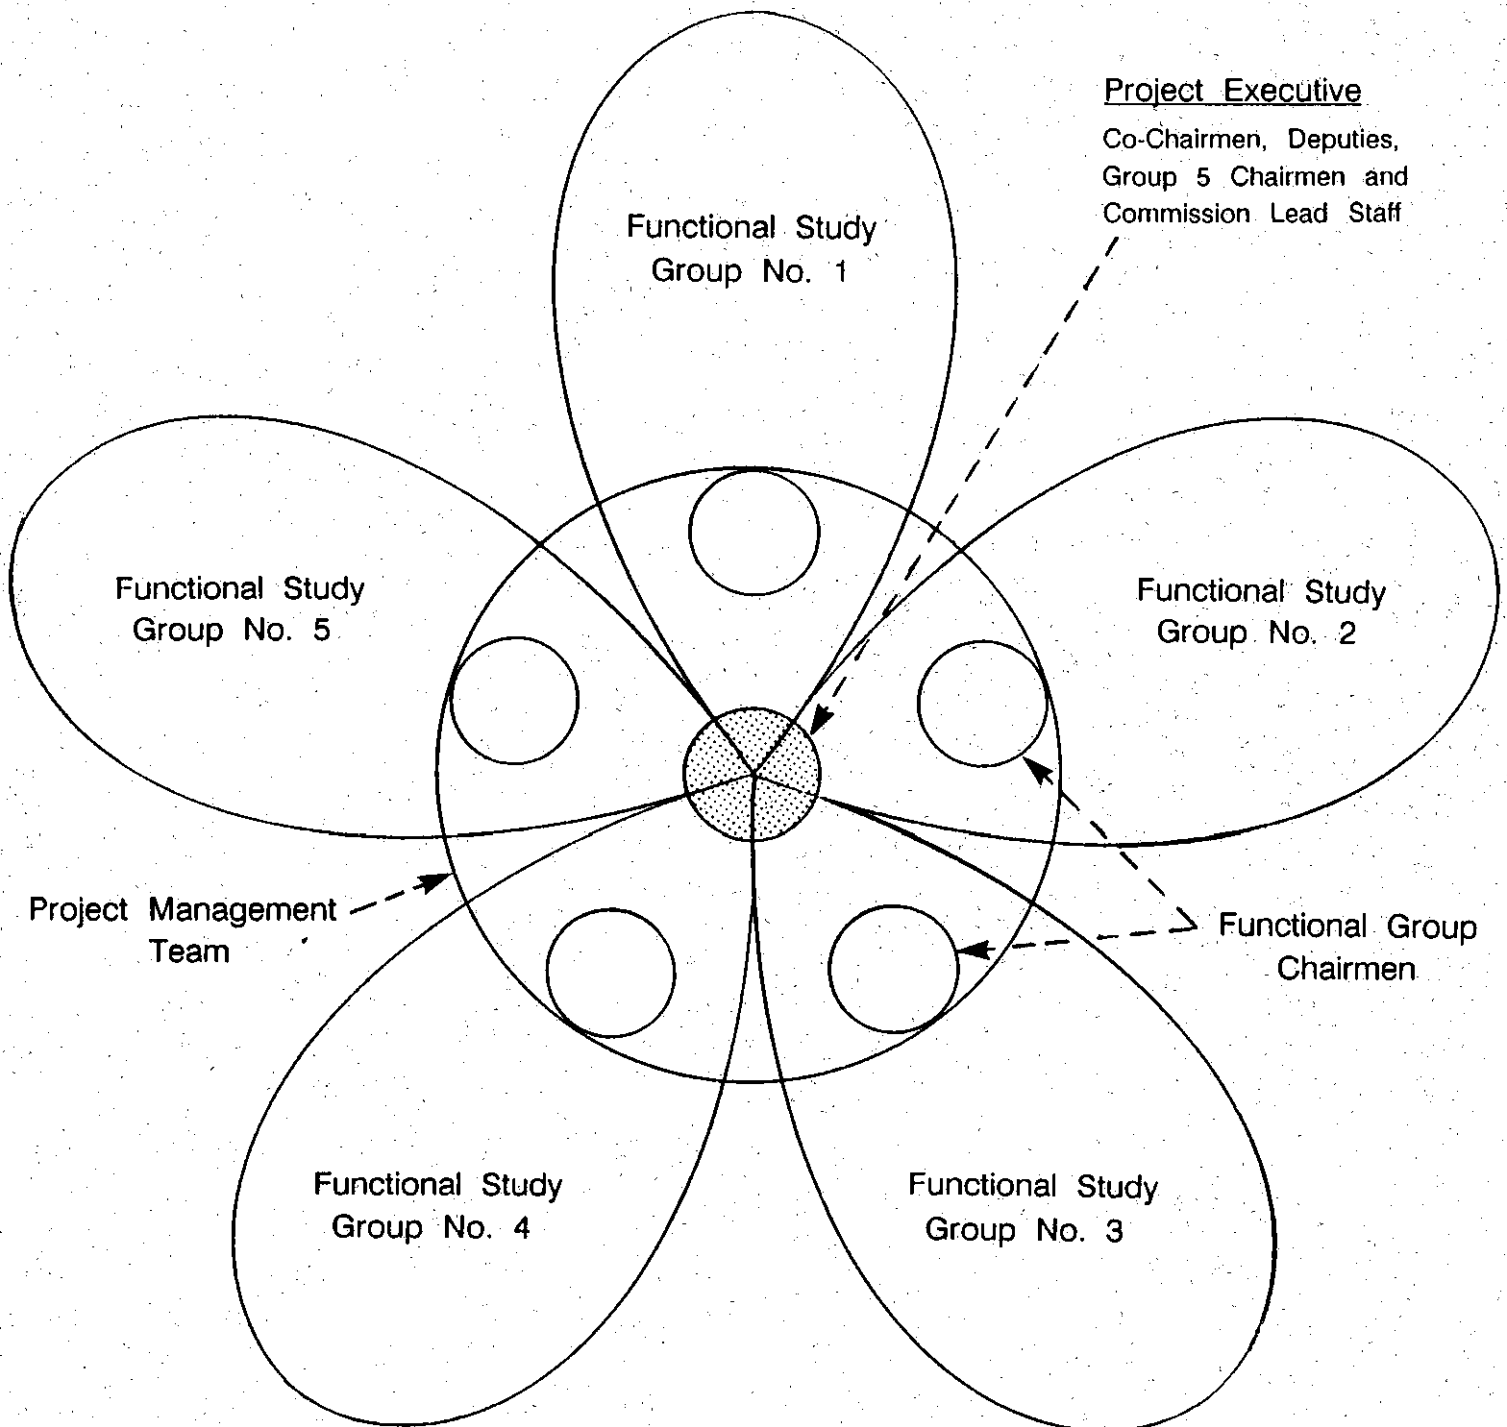 Project Executive
Co-Chairmen, Deputies,
Group 5 Chairmen and
Commission Lead Staff
Functional Study
Group No. 1
Functional Study
Group No. 5
Functional Study
Group No. 2
Project Management
Team
Functional Group
Chairmen
Functional Study
Group No. 4
Functional Study
Group No. 3